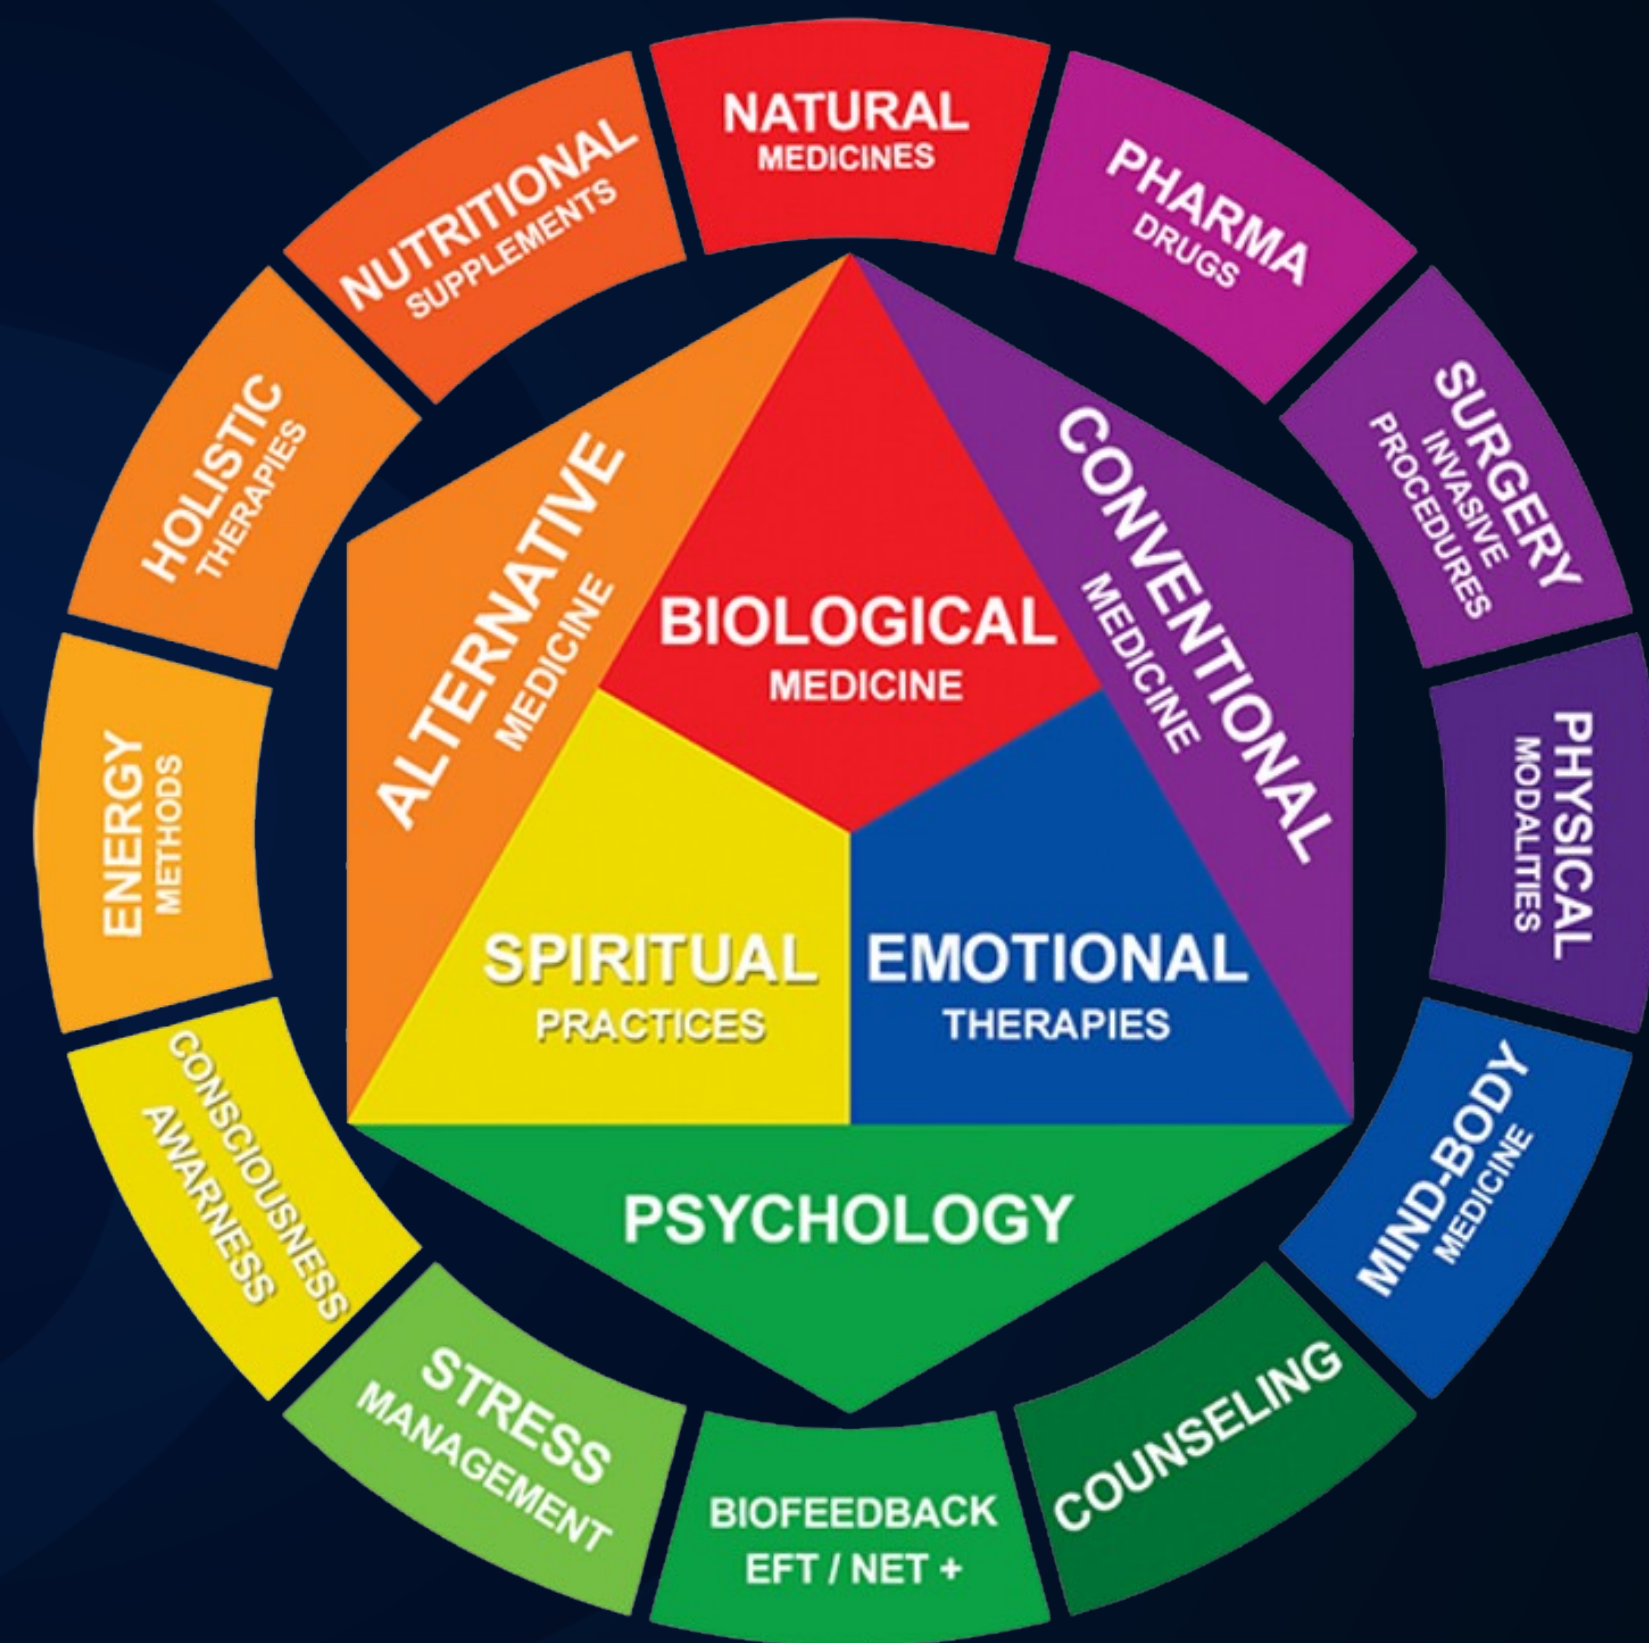 NATURAL
MEDICINES
PHARMA
DRUGS
SURGERY
INVASIVE
PROCEDURES
PHYSICAL
MODALITIES
MIND-BODY
MEDICINE
COUNSELING
BIOFEEDBACK
EFT / NET +
STRESS
MANAGEMENT
CONSCIOUSNESS
AWARNESS
ENERGY
METHODS
HOLISTIC
THERAPIES
NUTRITIONAL
SUPPLEMENTS
ALTERNATIVE
MEDICINE
BIOLOGICAL
MEDICINE
CONVENTIONAL
MEDICINE
SPIRITUAL
PRACTICES
EMOTIONAL
THERAPIES
PSYCHOLOGY